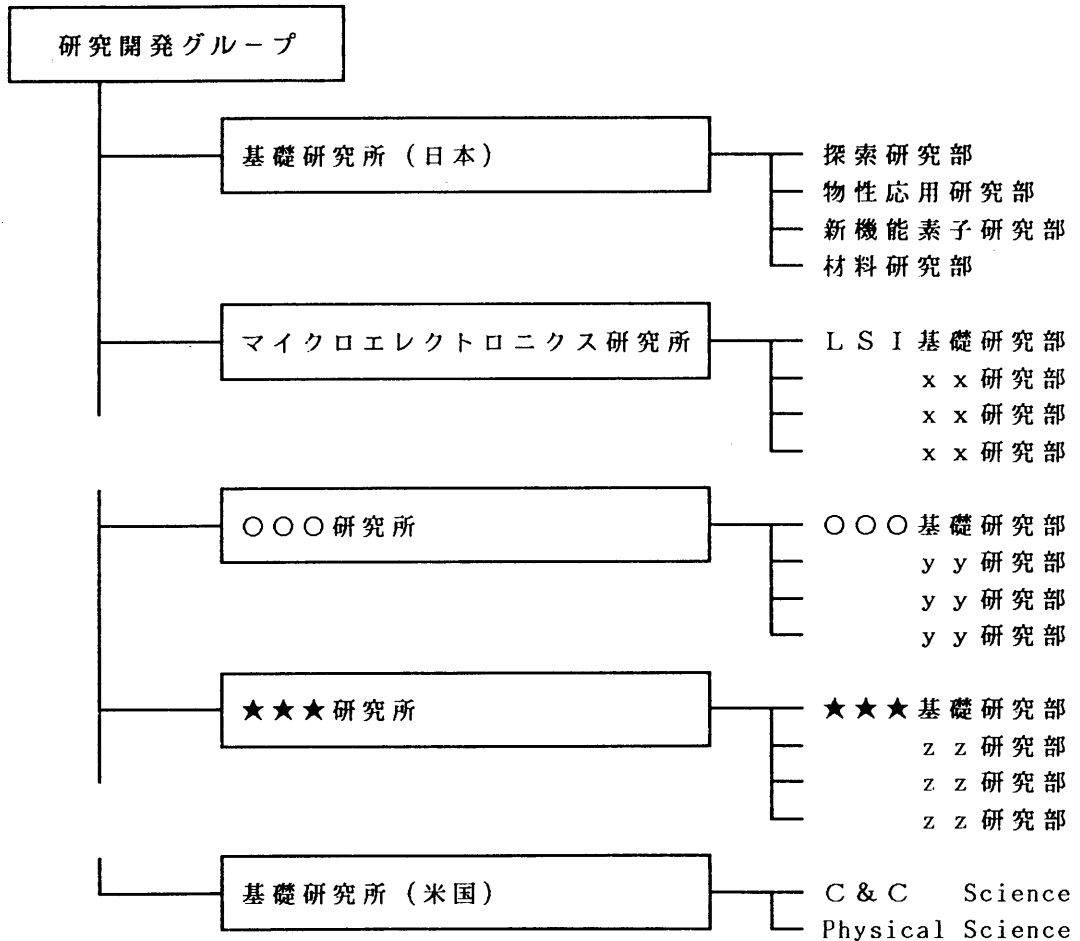 研究開発グループ
基礎研究所（日本）
探索研究部
物性応用研究部
新機能素子研究部
材料研究部
マイクロエレクトロニクス研究所
ＬＳＩ基礎研究部
ｘｘ研究部
ｘｘ研究部
ｘｘ研究部
○○○研究所
○○○基礎研究部
ｙｙ研究部
ｙｙ研究部
ｙｙ研究部
★★★研究所
★★★基礎研究部
ｚｚ研究部
ｚｚ研究部
ｚｚ研究部
基礎研究所（米国）
Ｃ＆Ｃ　Science
Physical Science